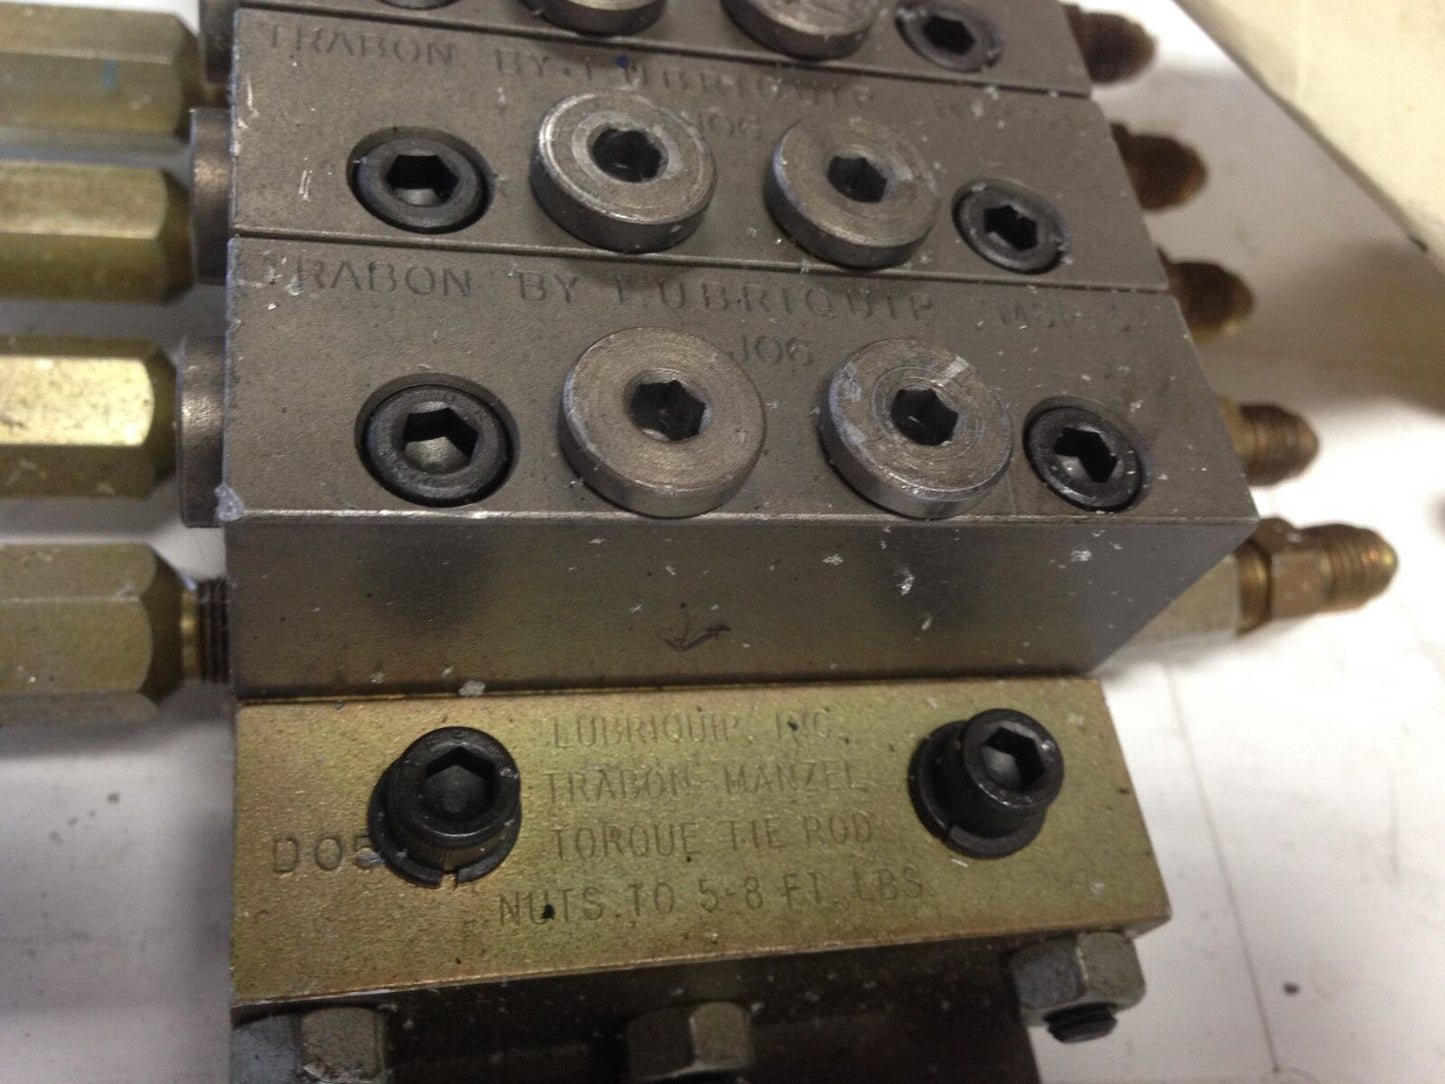 TRABON BY LUBRIQUIP
J06
TRABON BY LUBRIQUIP MSP
J06
LUBRIQUIP, INC.
TRABON-MANZEL
D05 TORQUE TIE ROD
NUTS TO 5-8 FT. LBS